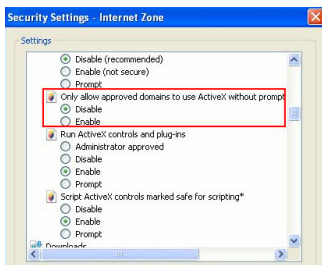 Security Settings - Internet Zone
Settings
Disable (recommended)
Enable (not secure)
Prompt
Only allow approved domains to use ActiveX without prompt
Disable
Enable
Run ActiveX controls and plug-ins
Administrator approved
Disable
Enable
Prompt
Script ActiveX controls marked safe for scripting*
Disable
Enable
Prompt
Downloads